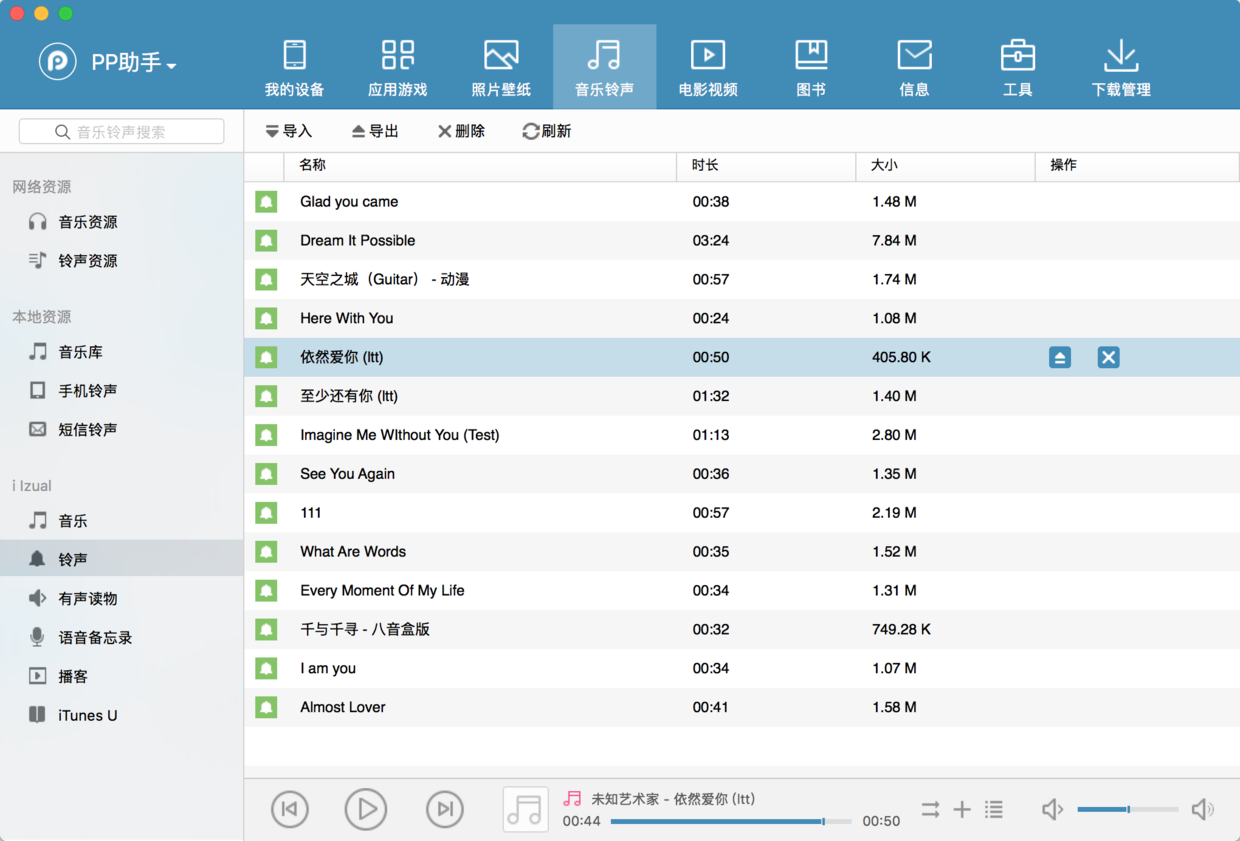 PP助手
我的设备
应用游戏
照片壁纸
音乐铃声
电影视频
图书
信息
工具
下载管理
音乐铃声搜索
导入 导出 删除 刷新
网络资源
音乐资源
铃声资源
本地资源
音乐库
手机铃声
短信铃声
i Izual
音乐
铃声
有声读物
语音备忘录
播客
iTunes U
名称 时长 大小 操作
Glad you came 00:38 1.48 M
Dream It Possible 03:24 7.84 M
天空之城（Guitar） - 动漫 00:57 1.74 M
Here With You 00:24 1.08 M
依然爱你 (ltt) 00:50 405.80 K
至少还有你 (ltt) 01:32 1.40 M
Imagine Me WIthout You (Test) 01:13 2.80 M
See You Again 00:36 1.35 M
111 00:57 2.19 M
What Are Words 00:35 1.52 M
Every Moment Of My Life 00:34 1.31 M
千与千寻 - 八音盒版 00:32 749.28 K
I am you 00:34 1.07 M
Almost Lover 00:41 1.58 M
未知艺术家 - 依然爱你 (ltt)
00:44 00:50